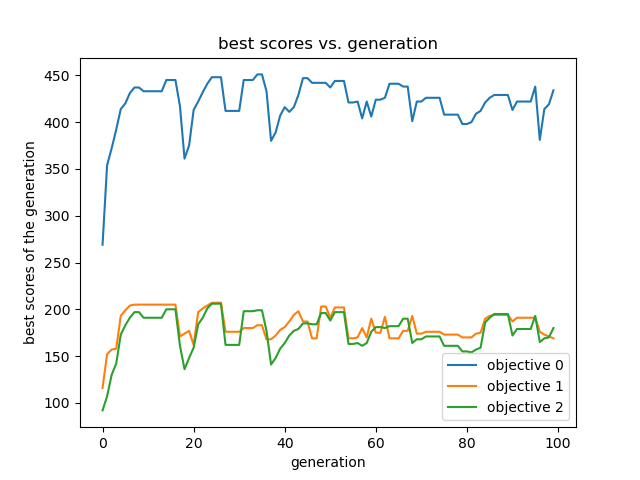 best scores vs. generation
best scores of the generation
450
400
350
300
250
200
150
100
0 20 40 60 80 100
generation
objective 0
objective 1
objective 2